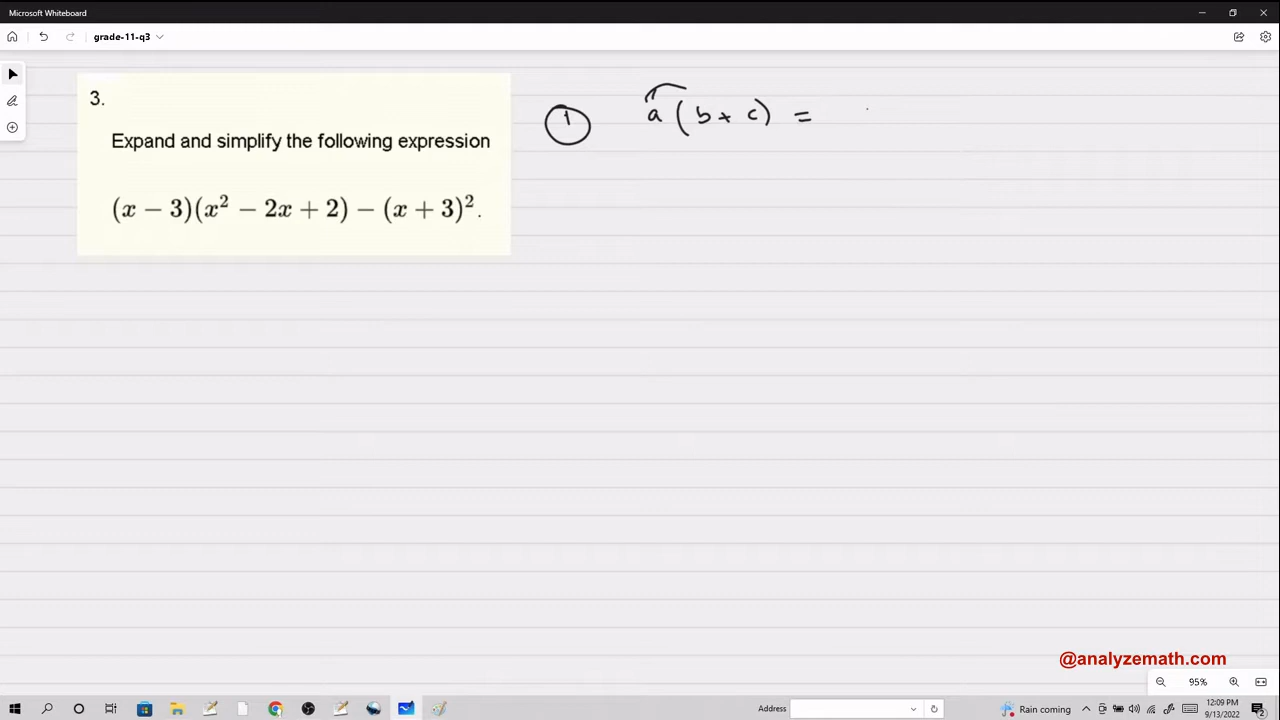 Microsoft Whiteboard
grade-11-q3
3.
Expand and simplify the following expression
(x − 3)(x² − 2x + 2) − (x + 3)².
1 a(b+c) =
@analyzemath.com
95%
Address
Rain coming
12:09 PM
9/13/2022